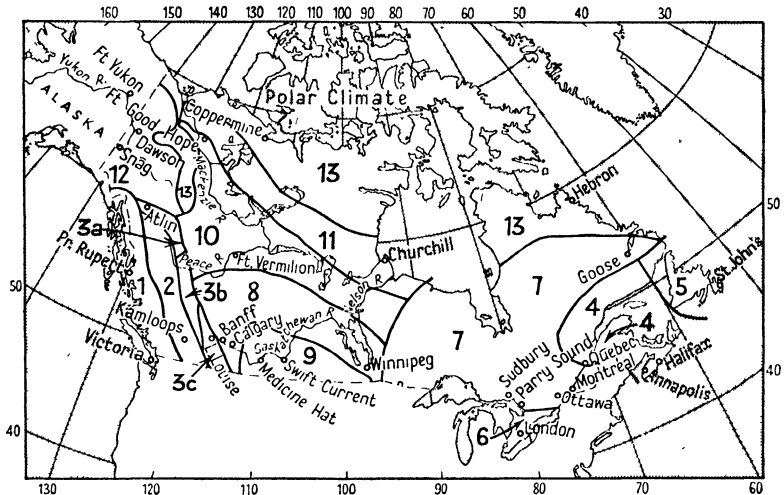 160 150 140 130 120 110 100 90 80 70 60 50 40 30
Ft Yukon
Yukon R.
Ft Good Hope
ALASKA
Dawson
Snag
Coppermine
Polar Climate
Mackenzie R.
12
13
11
13
Hebron
13
50
3a
Atlin
10
11
Churchill
Pr. Rupert
Peace R.
Ft. Vermilion
Goose
St John's
50
1
2
3b
8
Nelson R
7
7
4
5
4
Kamloops
Banff
Calgary
Saskatchewan R
9
Victoria
Winnipeg
Sudbury
Parry Sound
Quebec
Montreal
Ottawa
Halifax
Annapolis
3c
Louise
Swift Current
Medicine Hat
40
40
6
London
130 120 110 100 90 80 70 60